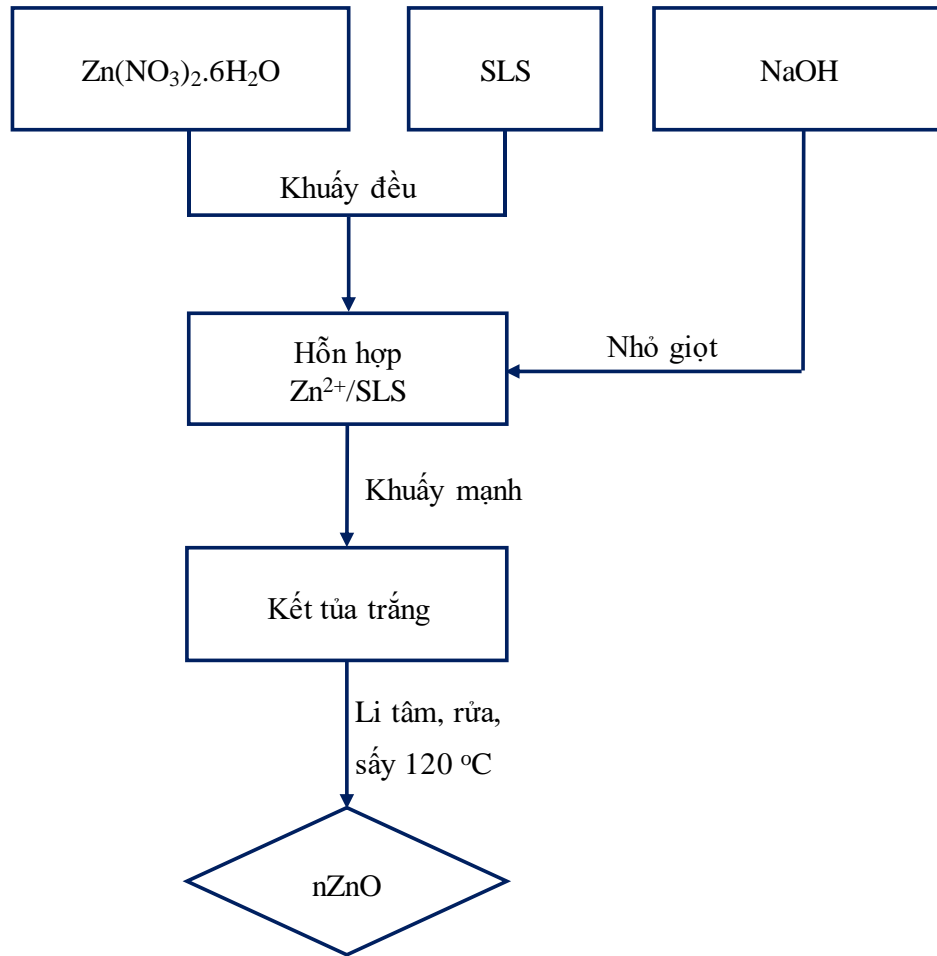 Zn(NO₃)₂.6H₂O
SLS
NaOH
Khuấy đều
Hỗn hợp
Zn²⁺/SLS
Nhỏ giọt
Khuấy mạnh
Kết tủa trắng
Li tâm, rửa,
sấy 120 ᵒC
nZnO